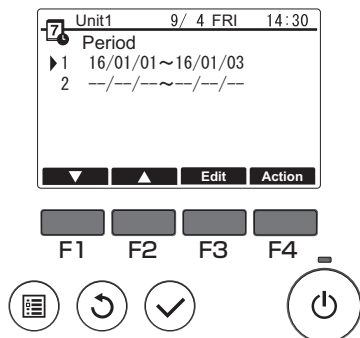 7 Unit1 9/ 4 FRI 14:30
Period
1 16/01/01~16/01/03
2 --/--/--~--/--/--
▼ ▲ Edit Action
F1 F2 F3 F4